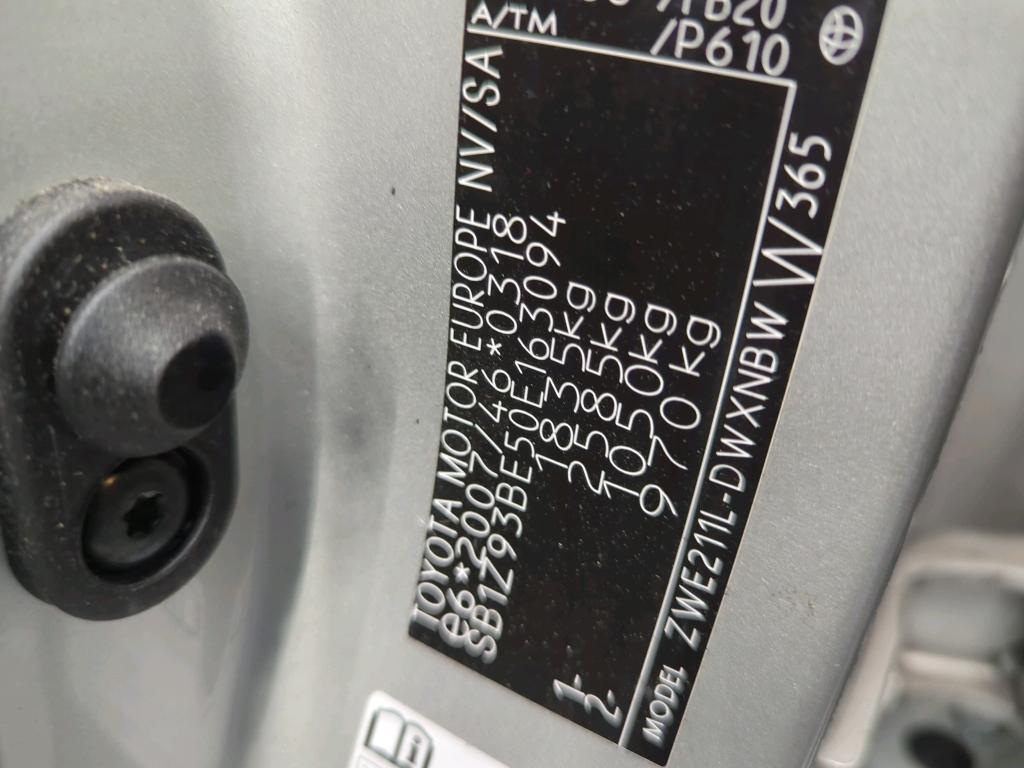 TOYOTA MOTOR EUROPE NV/SA
e6*2007/46*0318
SB1Z93BE50E163094
1835kg
2585kg
1- 1050kg
2- 970kg
MODEL ZWE211L-DWXNBW W365
A/TM
/P610